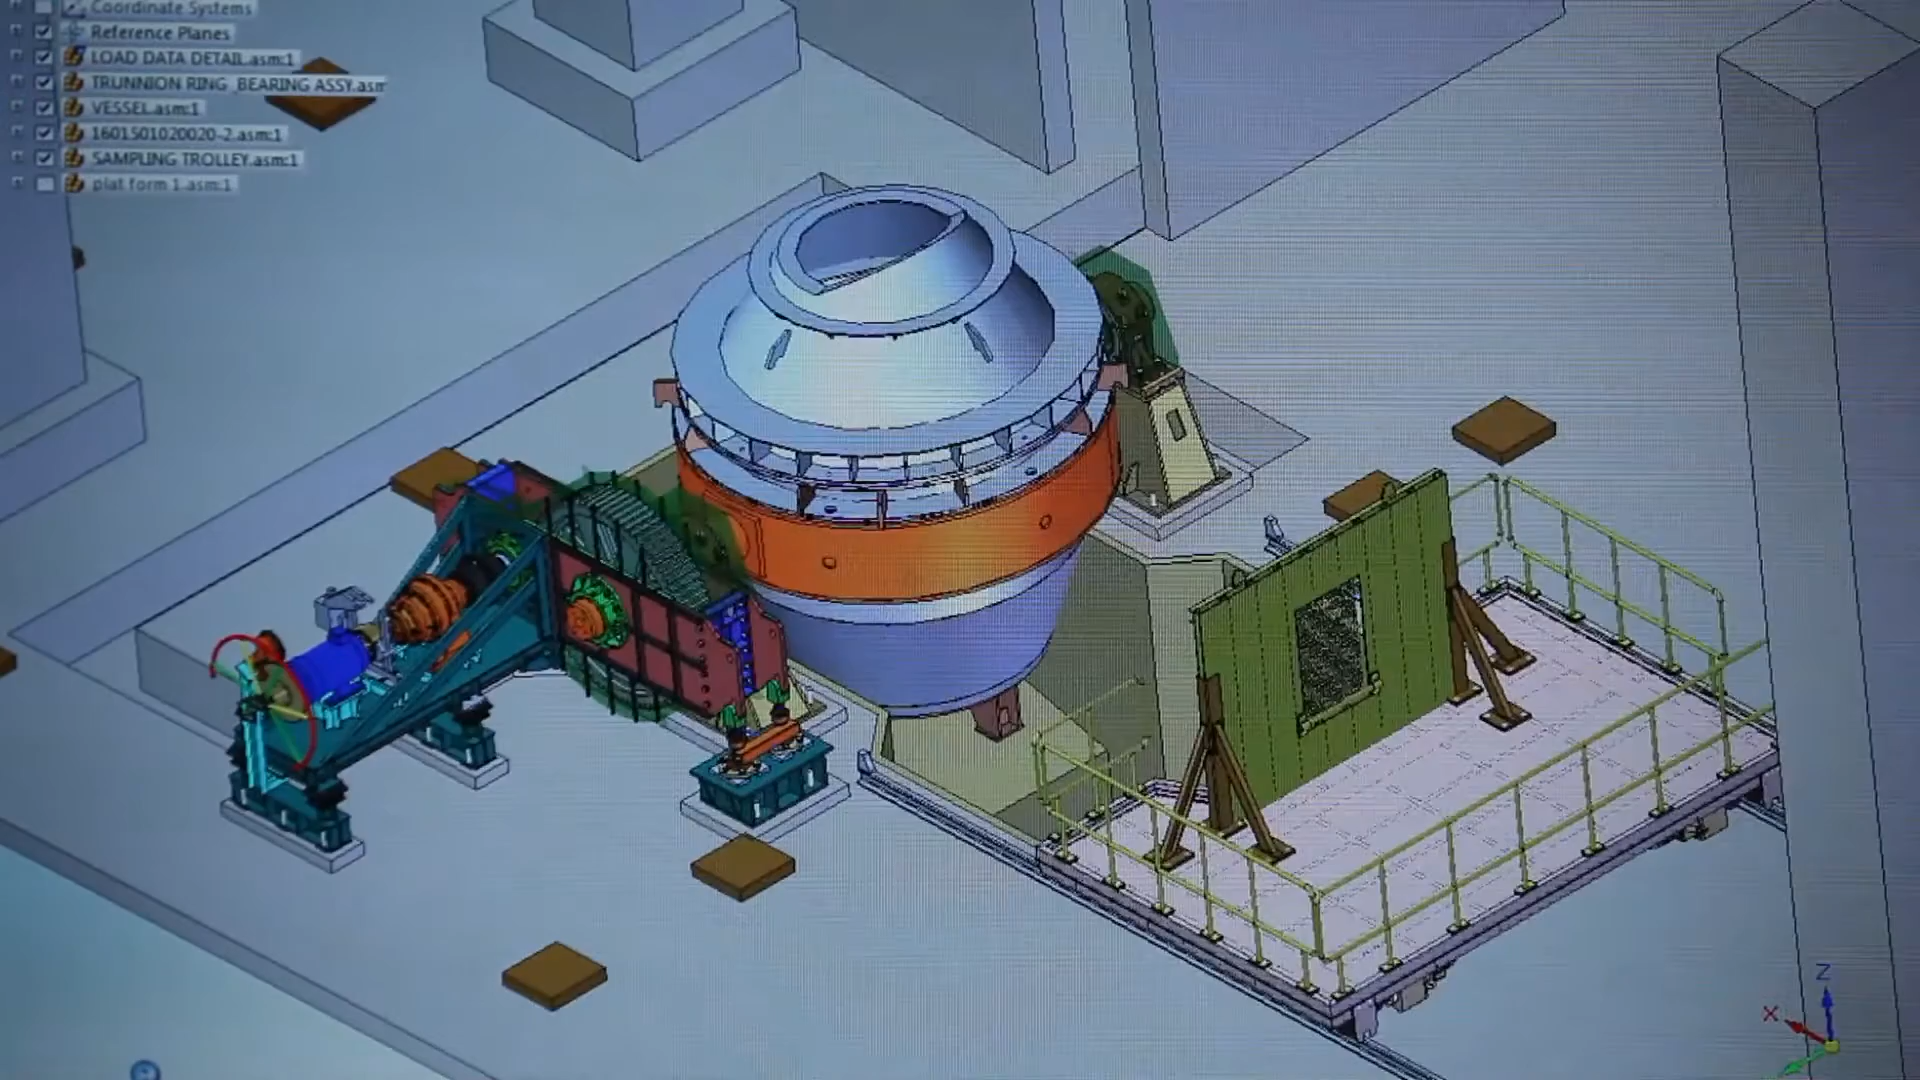 Coordinate Systems
Reference Planes
LOAD DATA DETAIL.asm:1
TRUNNION RING_BEARING ASSY.asm
VESSEL.asm:1
1601501020020-2.asm:1
SAMPLING TROLLEY.asm:1
plat form 1.asm:1
Z
X